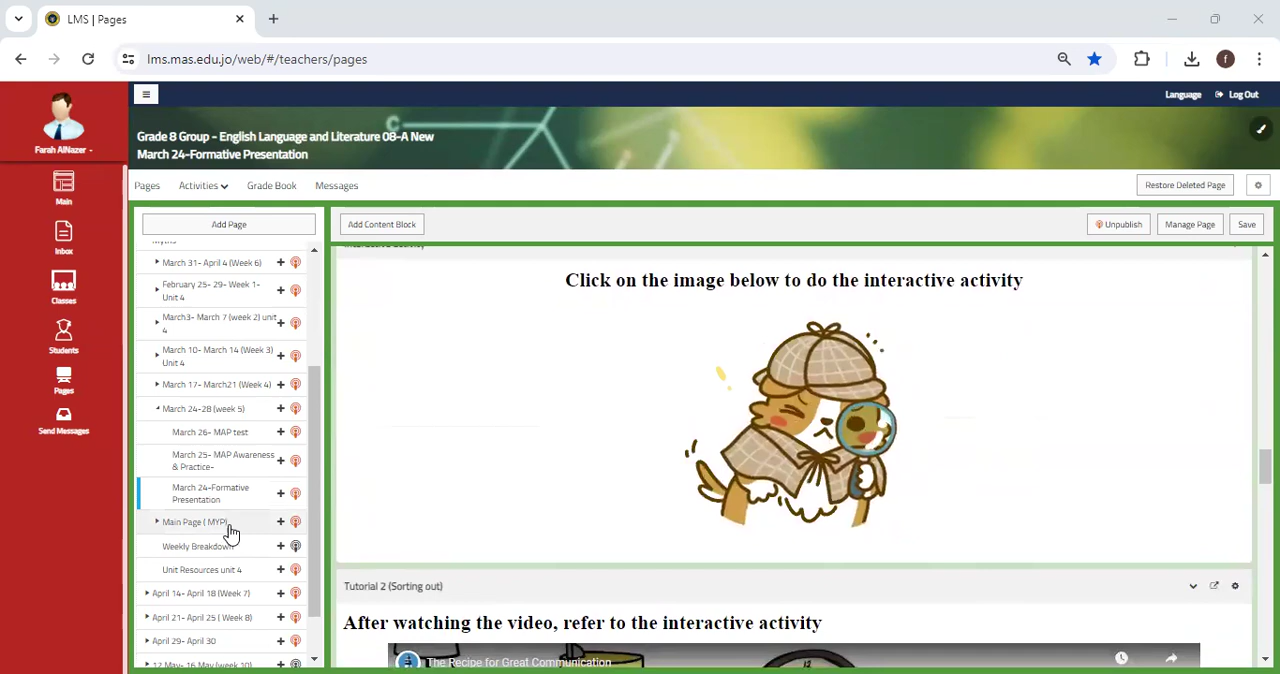 LMS | Pages
lms.mas.edu.jo/web/#/teachers/pages
f
Language
Log Out
Farah AlNazer
Grade 8 Group - English Language and Literature 08-A New
March 24-Formative Presentation
Main
Inbox
Classes
Students
Pages
Send Messages
Pages
Activities
Grade Book
Messages
Restore Deleted Page
Add Page
Add Content Block
Unpublish
Manage Page
Save
March 31- April 4 (Week 6)
February 25- 29- Week 1-
Unit 4
March3- March 7 (week 2) unit
4
March 10- March 14 (Week 3)
Unit 4
March 17- March21 (Week 4)
March 24-28 (week 5)
March 26- MAP test
March 25- MAP Awareness
& Practice-
March 24-Formative
Presentation
Main Page ( MYP)
Weekly Breakdown
Unit Resources unit 4
April 14- April 18 (Week 7)
April 21- April 25 ( Week 8)
April 29- April 30
12 May- 16 May (week 10)
Click on the image below to do the interactive activity
Tutorial 2 (Sorting out)
After watching the video, refer to the interactive activity
The Recipe for Great Communication
12